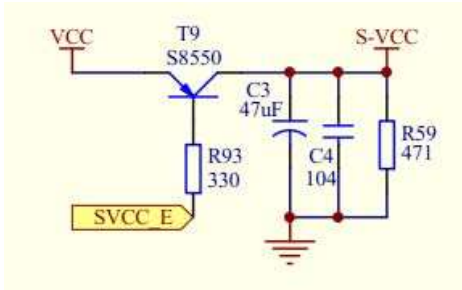 VCC
T9
S8550
S-VCC
C3
47uF
R59
471
C4
104
R93
330
SVCC_E